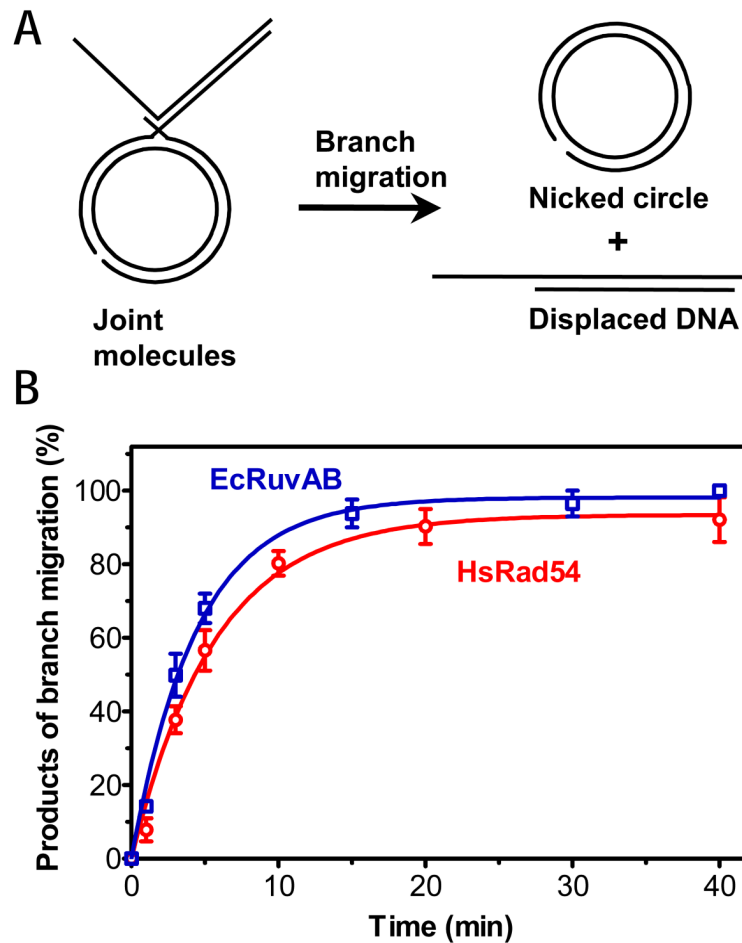 A
Branch
migration
Joint
molecules
Nicked circle
+
Displaced DNA
B
Products of branch migration (%)
100
80
60
40
20
0
EcRuvAB
HsRad54
0
10
20
30
40
Time (min)